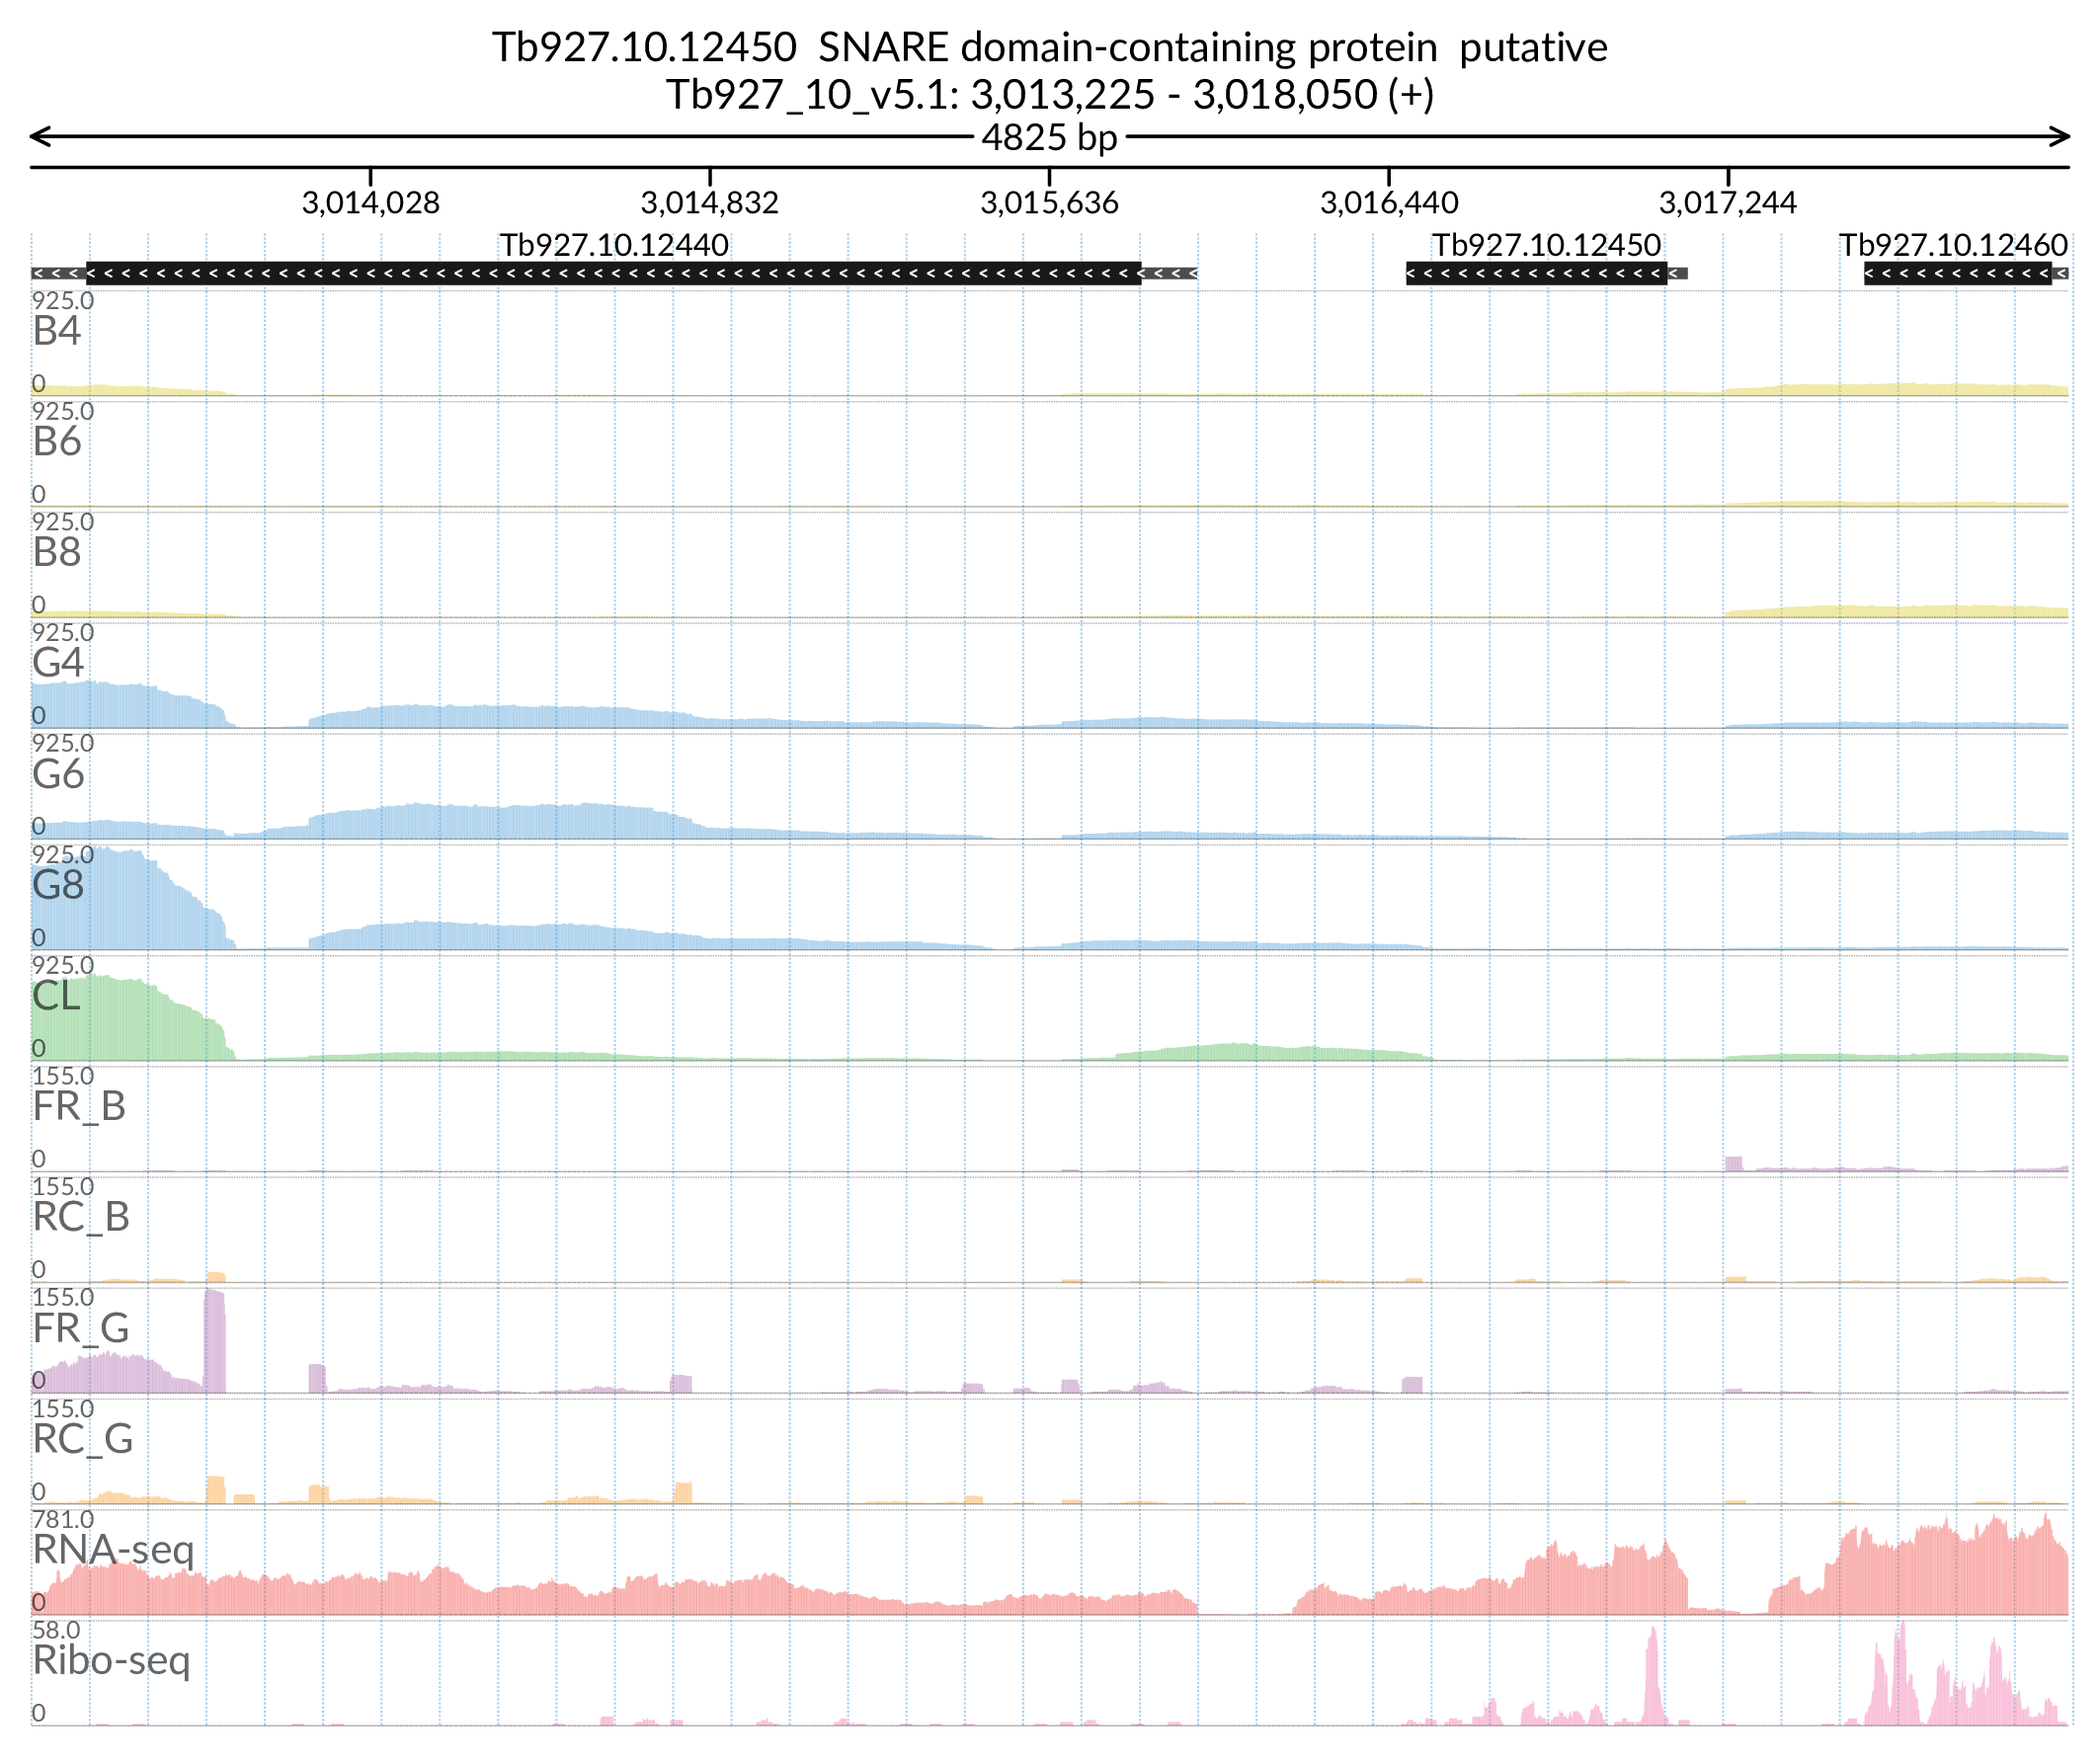 Tb927.10.12450 SNARE domain-containing protein putative
Tb927_10_v5.1: 3,013,225 - 3,018,050 (+)
4825 bp
3,014,028 3,014,832 3,015,636 3,016,440 3,017,244
Tb927.10.12440 Tb927.10.12450 Tb927.10.12460
925.0
B4
0
925.0
B6
0
925.0
B8
0
925.0
G4
0
925.0
G6
0
925.0
G8
0
925.0
CL
0
155.0
FR_B
0
155.0
RC_B
0
155.0
FR_G
0
155.0
RC_G
0
781.0
RNA-seq
0
58.0
Ribo-seq
0